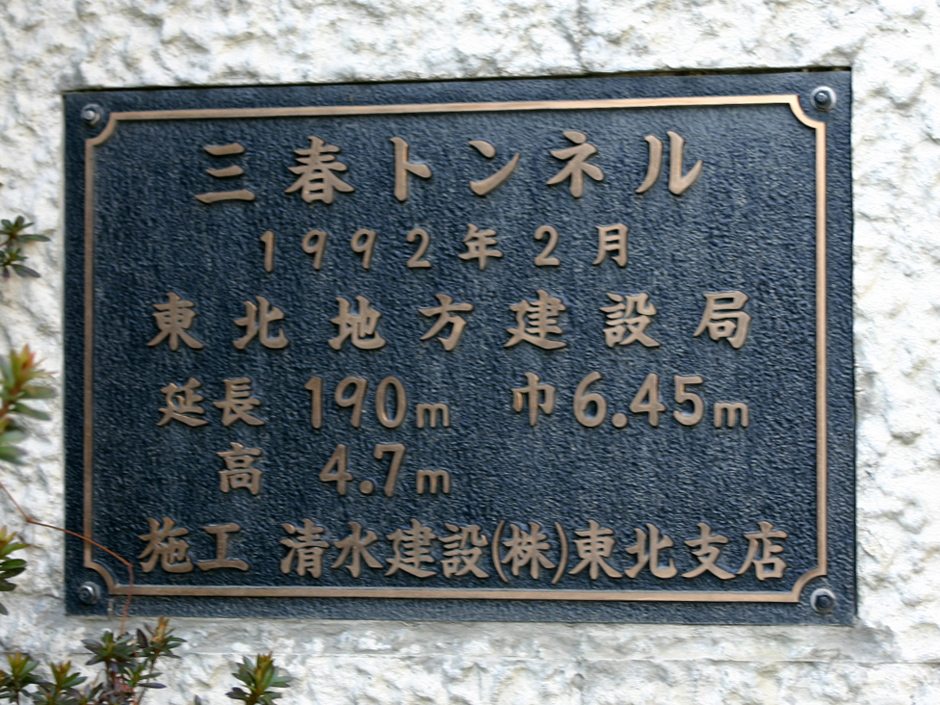 三春トンネル
1992年2月
東北地方建設局
延長 190m 巾6.45m
高 4.7m
施工 清水建設(株)東北支店